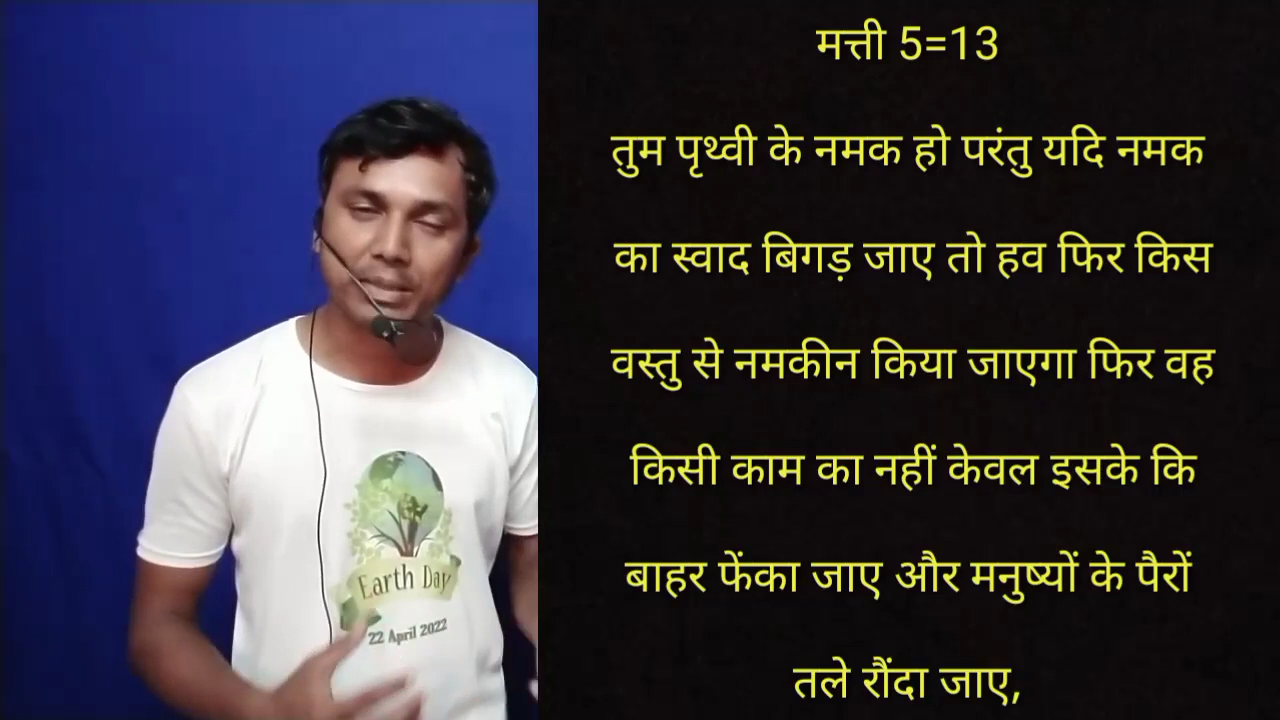 मत्ती 5=13
तुम पृथ्वी के नमक हो परंतु यदि नमक
का स्वाद बिगड़ जाए तो हव फिर किस
वस्तु से नमकीन किया जाएगा फिर वह
किसी काम का नहीं केवल इसके कि
बाहर फेंका जाए और मनुष्यों के पैरों
तले रौंदा जाए,
Earth Day
22 April 2022